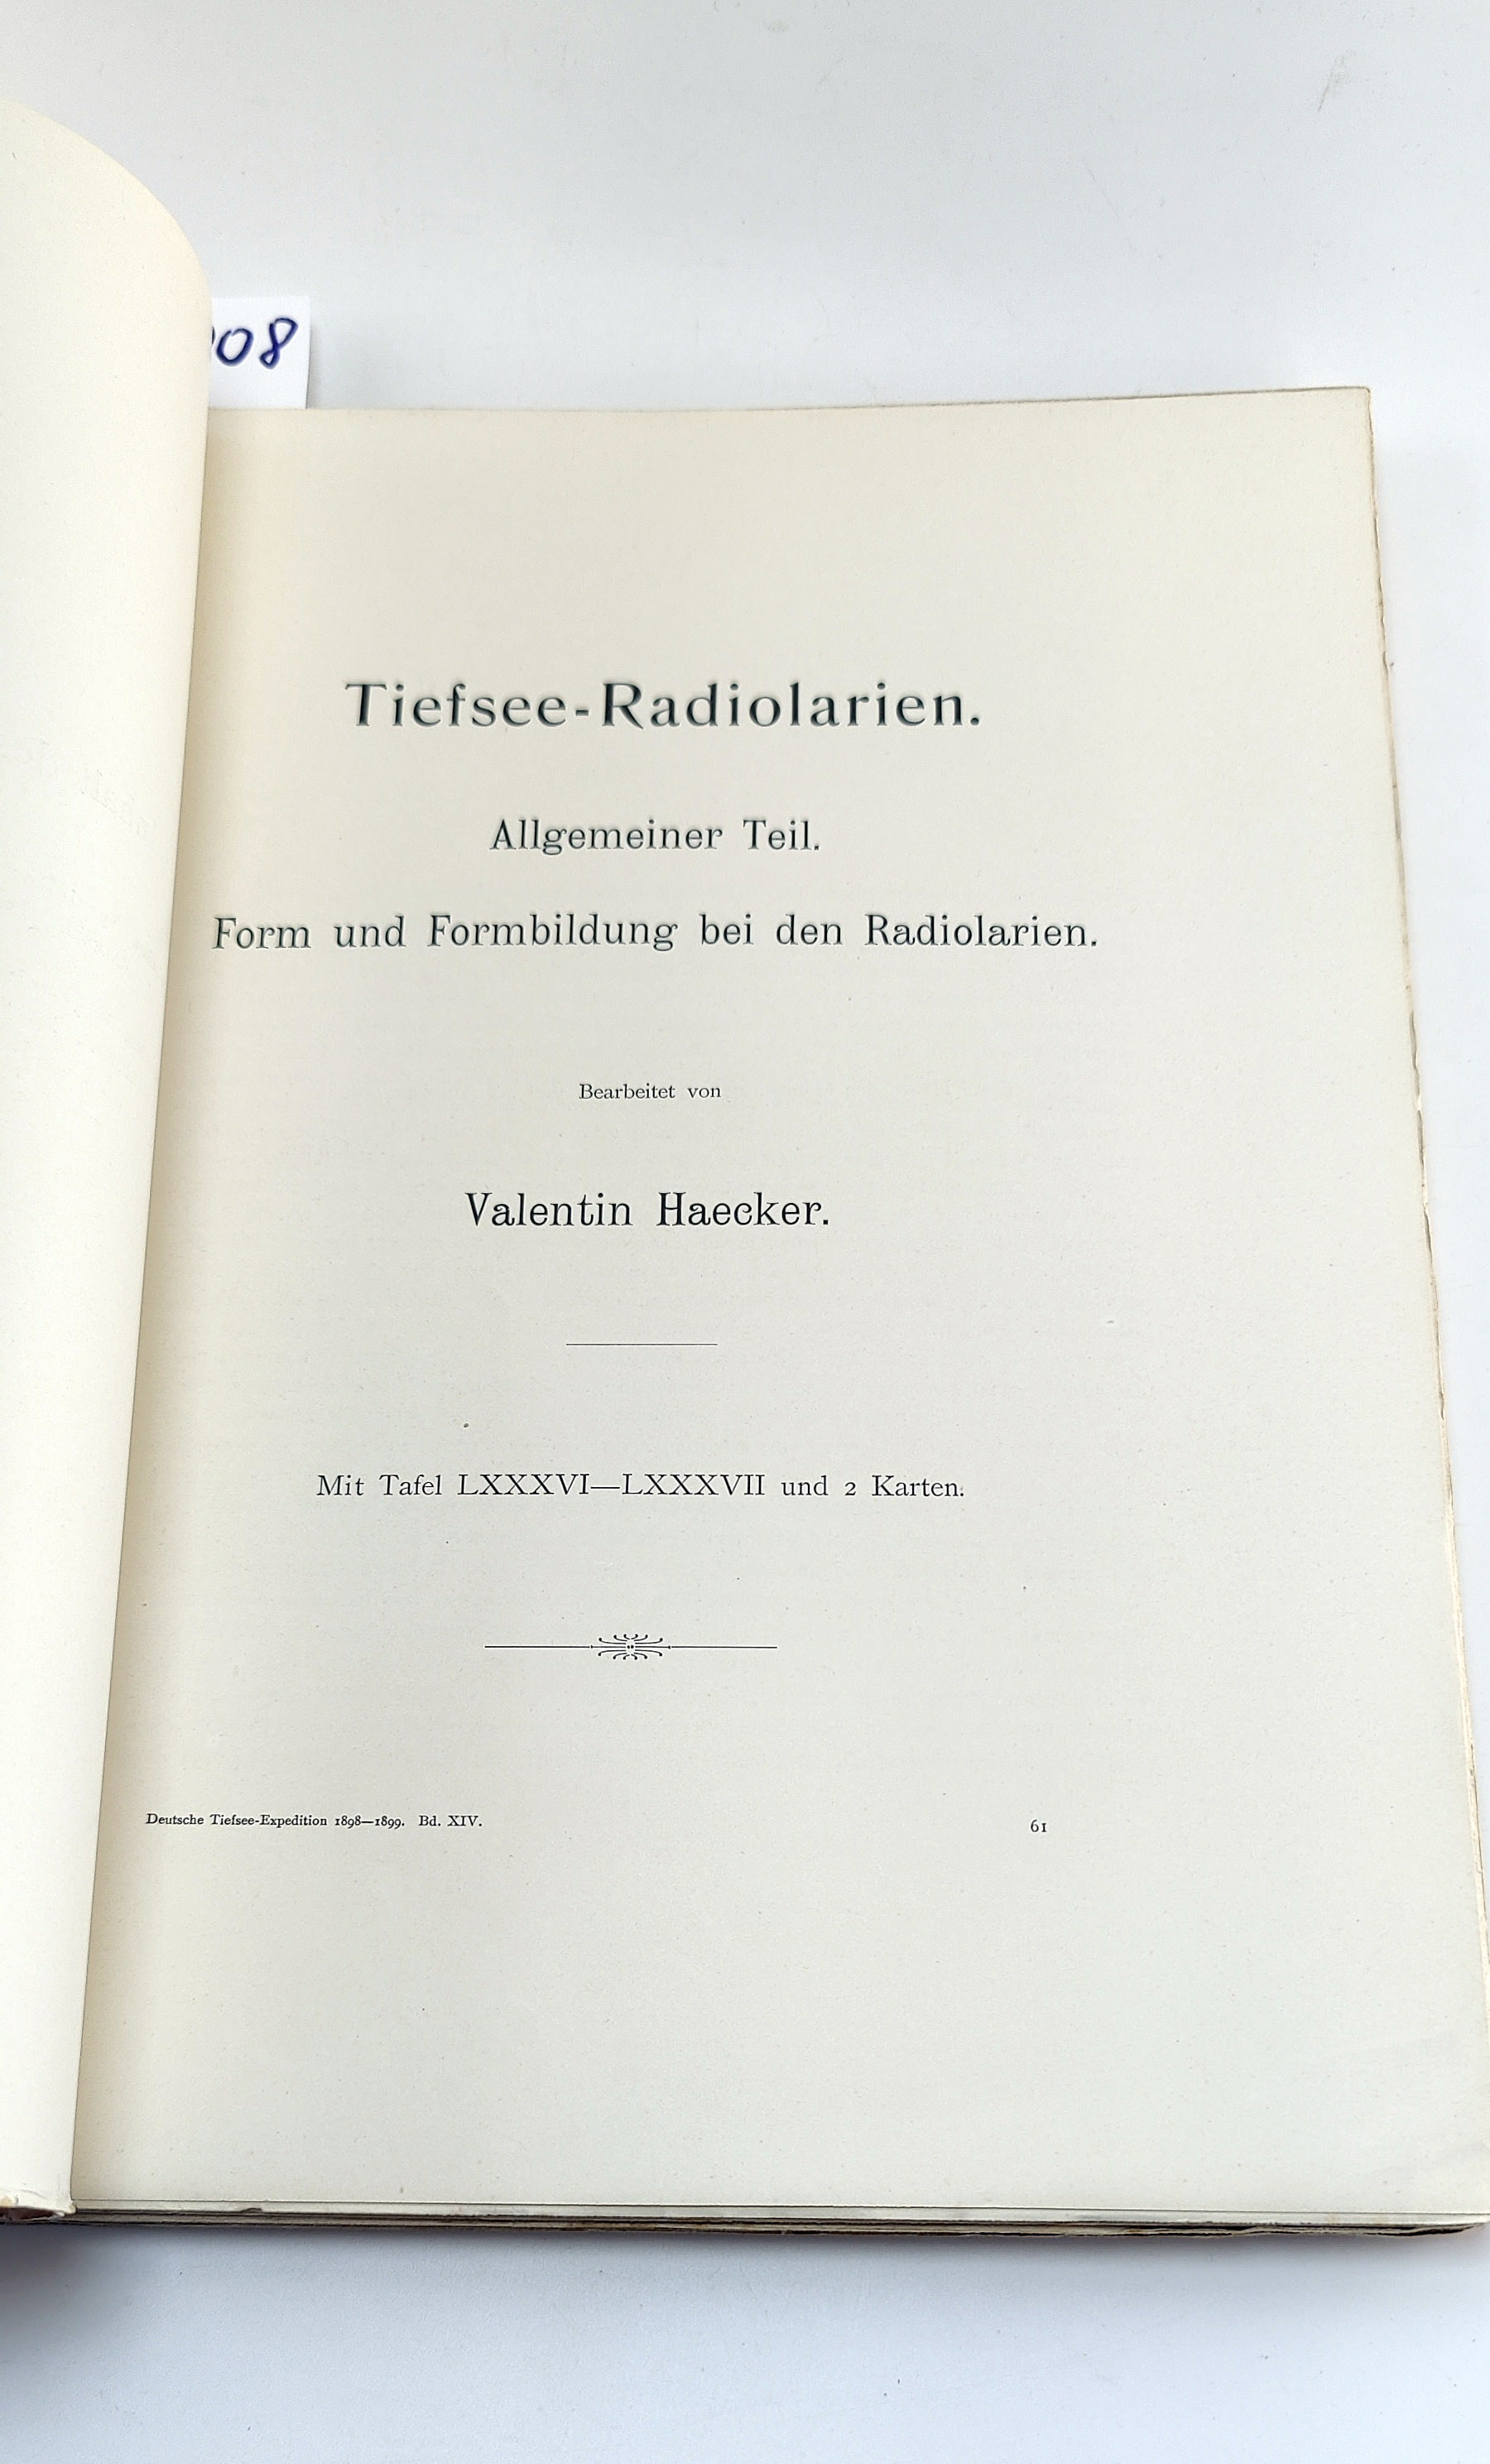 08
Tiefsee-Radiolarien.
Allgemeiner Teil.
Form und Formbildung bei den Radiolarien.
Bearbeitet von
Valentin Haecker.
Mit Tafel LXXXVI—LXXXVII und 2 Karten.
Deutsche Tiefsee-Expedition 1898—1899. Bd. XIV.
61